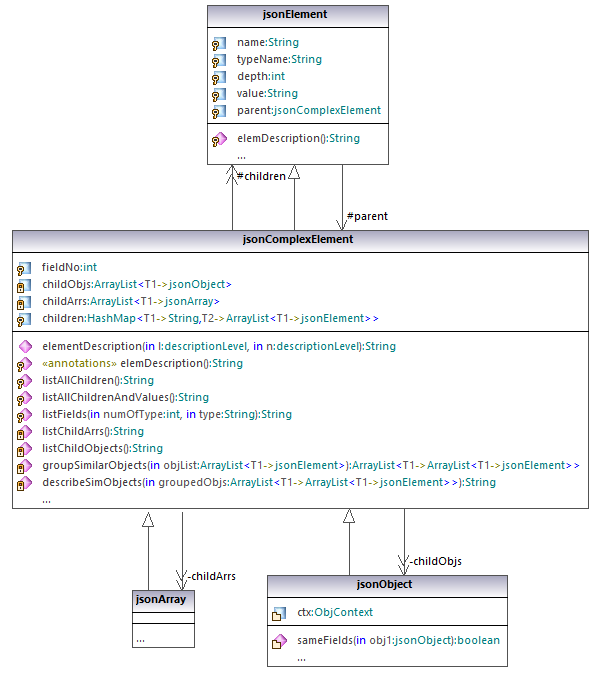 jsonElement
name:String
typeName:String
depth:int
value:String
parent:jsonComplexElement
elemDescription():String
...
#children
#parent
jsonComplexElement
fieldNo:int
childObjs:ArrayList<T1->jsonObject>
childArrs:ArrayList<T1->jsonArray>
children:HashMap<T1->String,T2->ArrayList<T1->jsonElement>>
elementDescription(in l:descriptionLevel, in n:descriptionLevel):String
«annotations» elemDescription():String
listAllChildren():String
listAllChildrenAndValues():String
listFields(in numOfType:int, in type:String):String
listChildArrs():String
listChildObjects():String
groupSimilarObjects(in objList:ArrayList<T1->jsonElement>):ArrayList<T1->ArrayList<T1->jsonElement>>
describeSimObjects(in groupedObjs:ArrayList<T1->ArrayList<T1->jsonElement>>):String
...
-childArrs
-childObjs
jsonArray
...
jsonObject
ctx:ObjContext
sameFields(in obj1:jsonObject):boolean
...